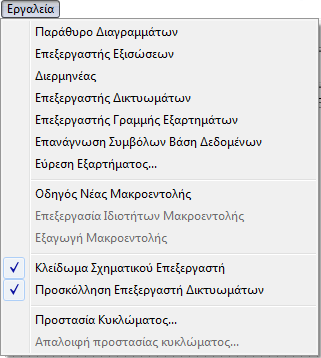 Εργαλεία
Παράθυρο Διαγραμμάτων
Επεξεργαστής Εξισώσεων
Διερμηνέας
Επεξεργαστής Δικτυωμάτων
Επεξεργαστής Γραμμής Εξαρτημάτων
Επανάγνωση Συμβόλων Βάση Δεδομένων
Εύρεση Εξαρτήματος...
Οδηγός Νέας Μακροεντολής
Επεξεργασία Ιδιοτήτων Μακροεντολής
Εξαγωγή Μακροεντολής
Κλείδωμα Σχηματικού Επεξεργαστή
Προσκόλληση Επεξεργαστή Δικτυωμάτων
Προστασία Κυκλώματος...
Απαλοιφή προστασίας κυκλώματος...